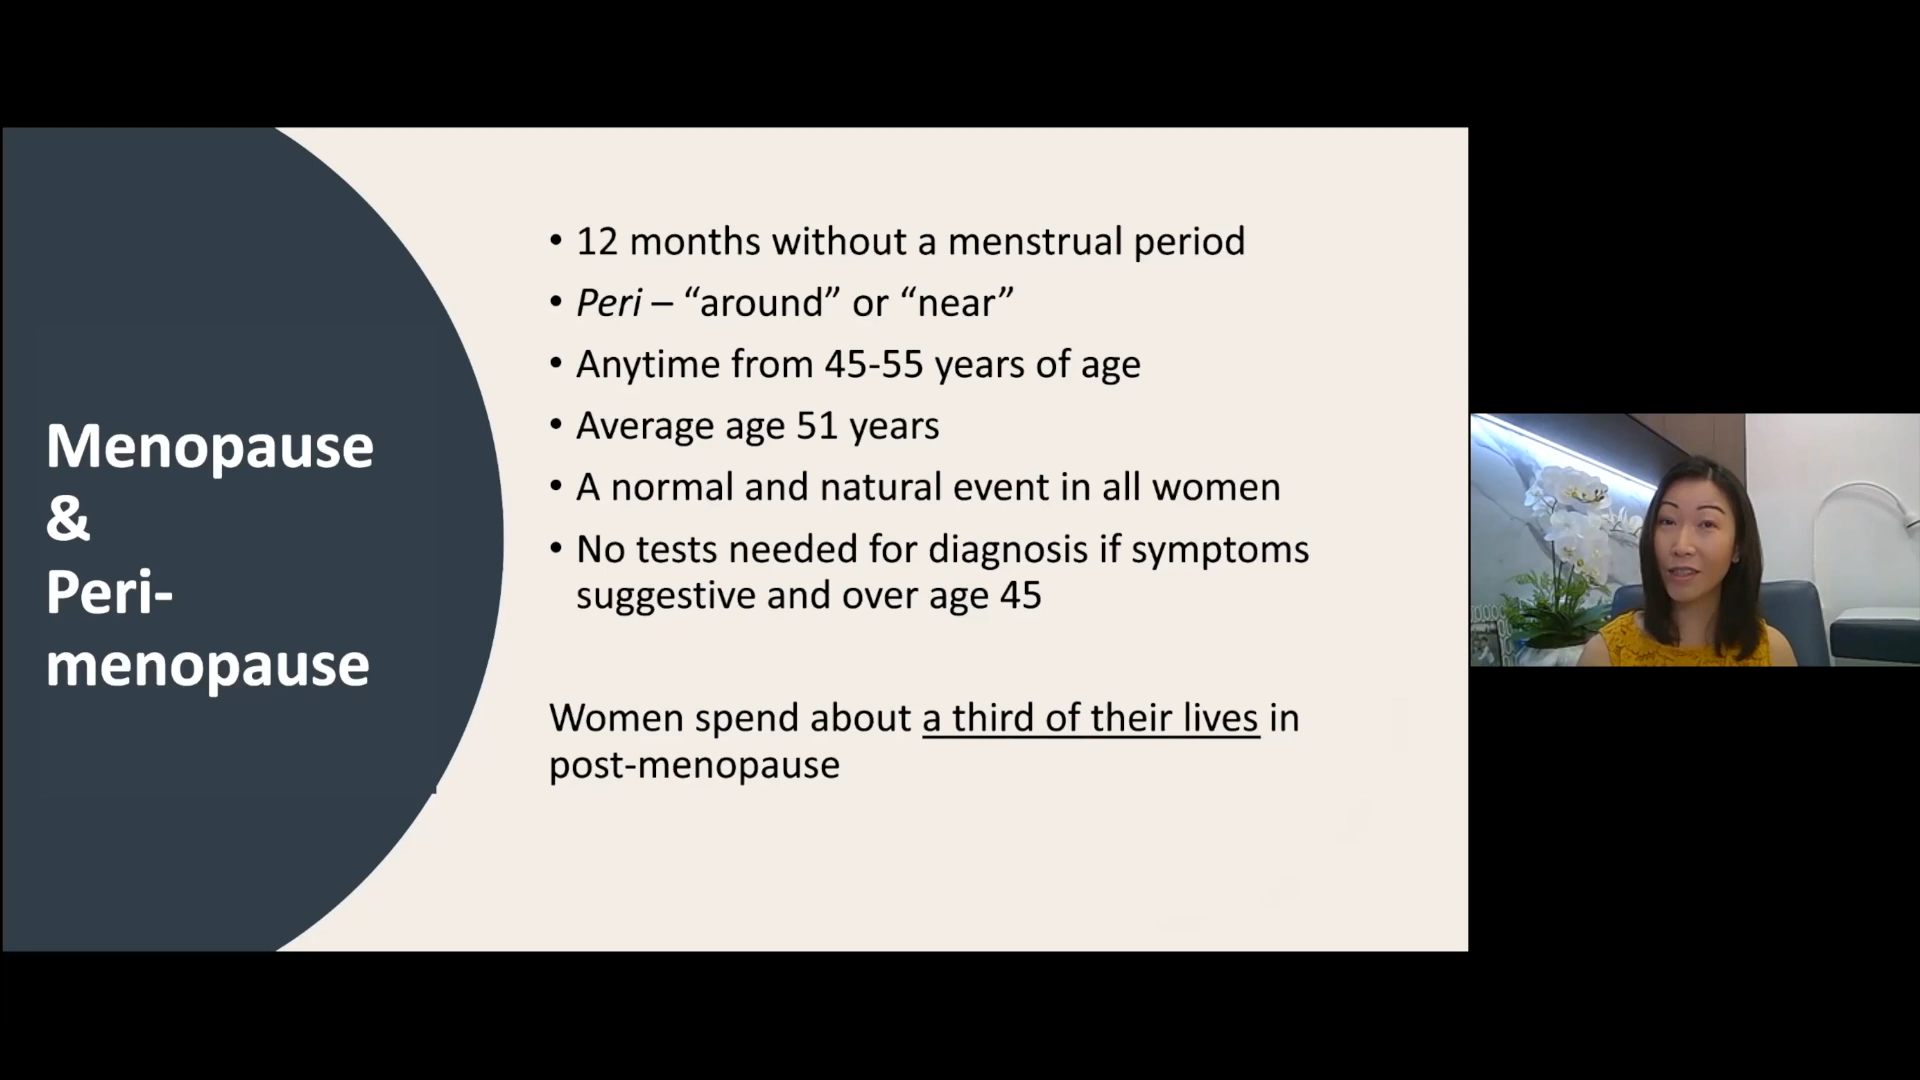 Menopause
&
Peri-
menopause
• 12 months without a menstrual period
• Peri – “around” or “near”
• Anytime from 45-55 years of age
• Average age 51 years
• A normal and natural event in all women
• No tests needed for diagnosis if symptoms
suggestive and over age 45
Women spend about a third of their lives in
post-menopause